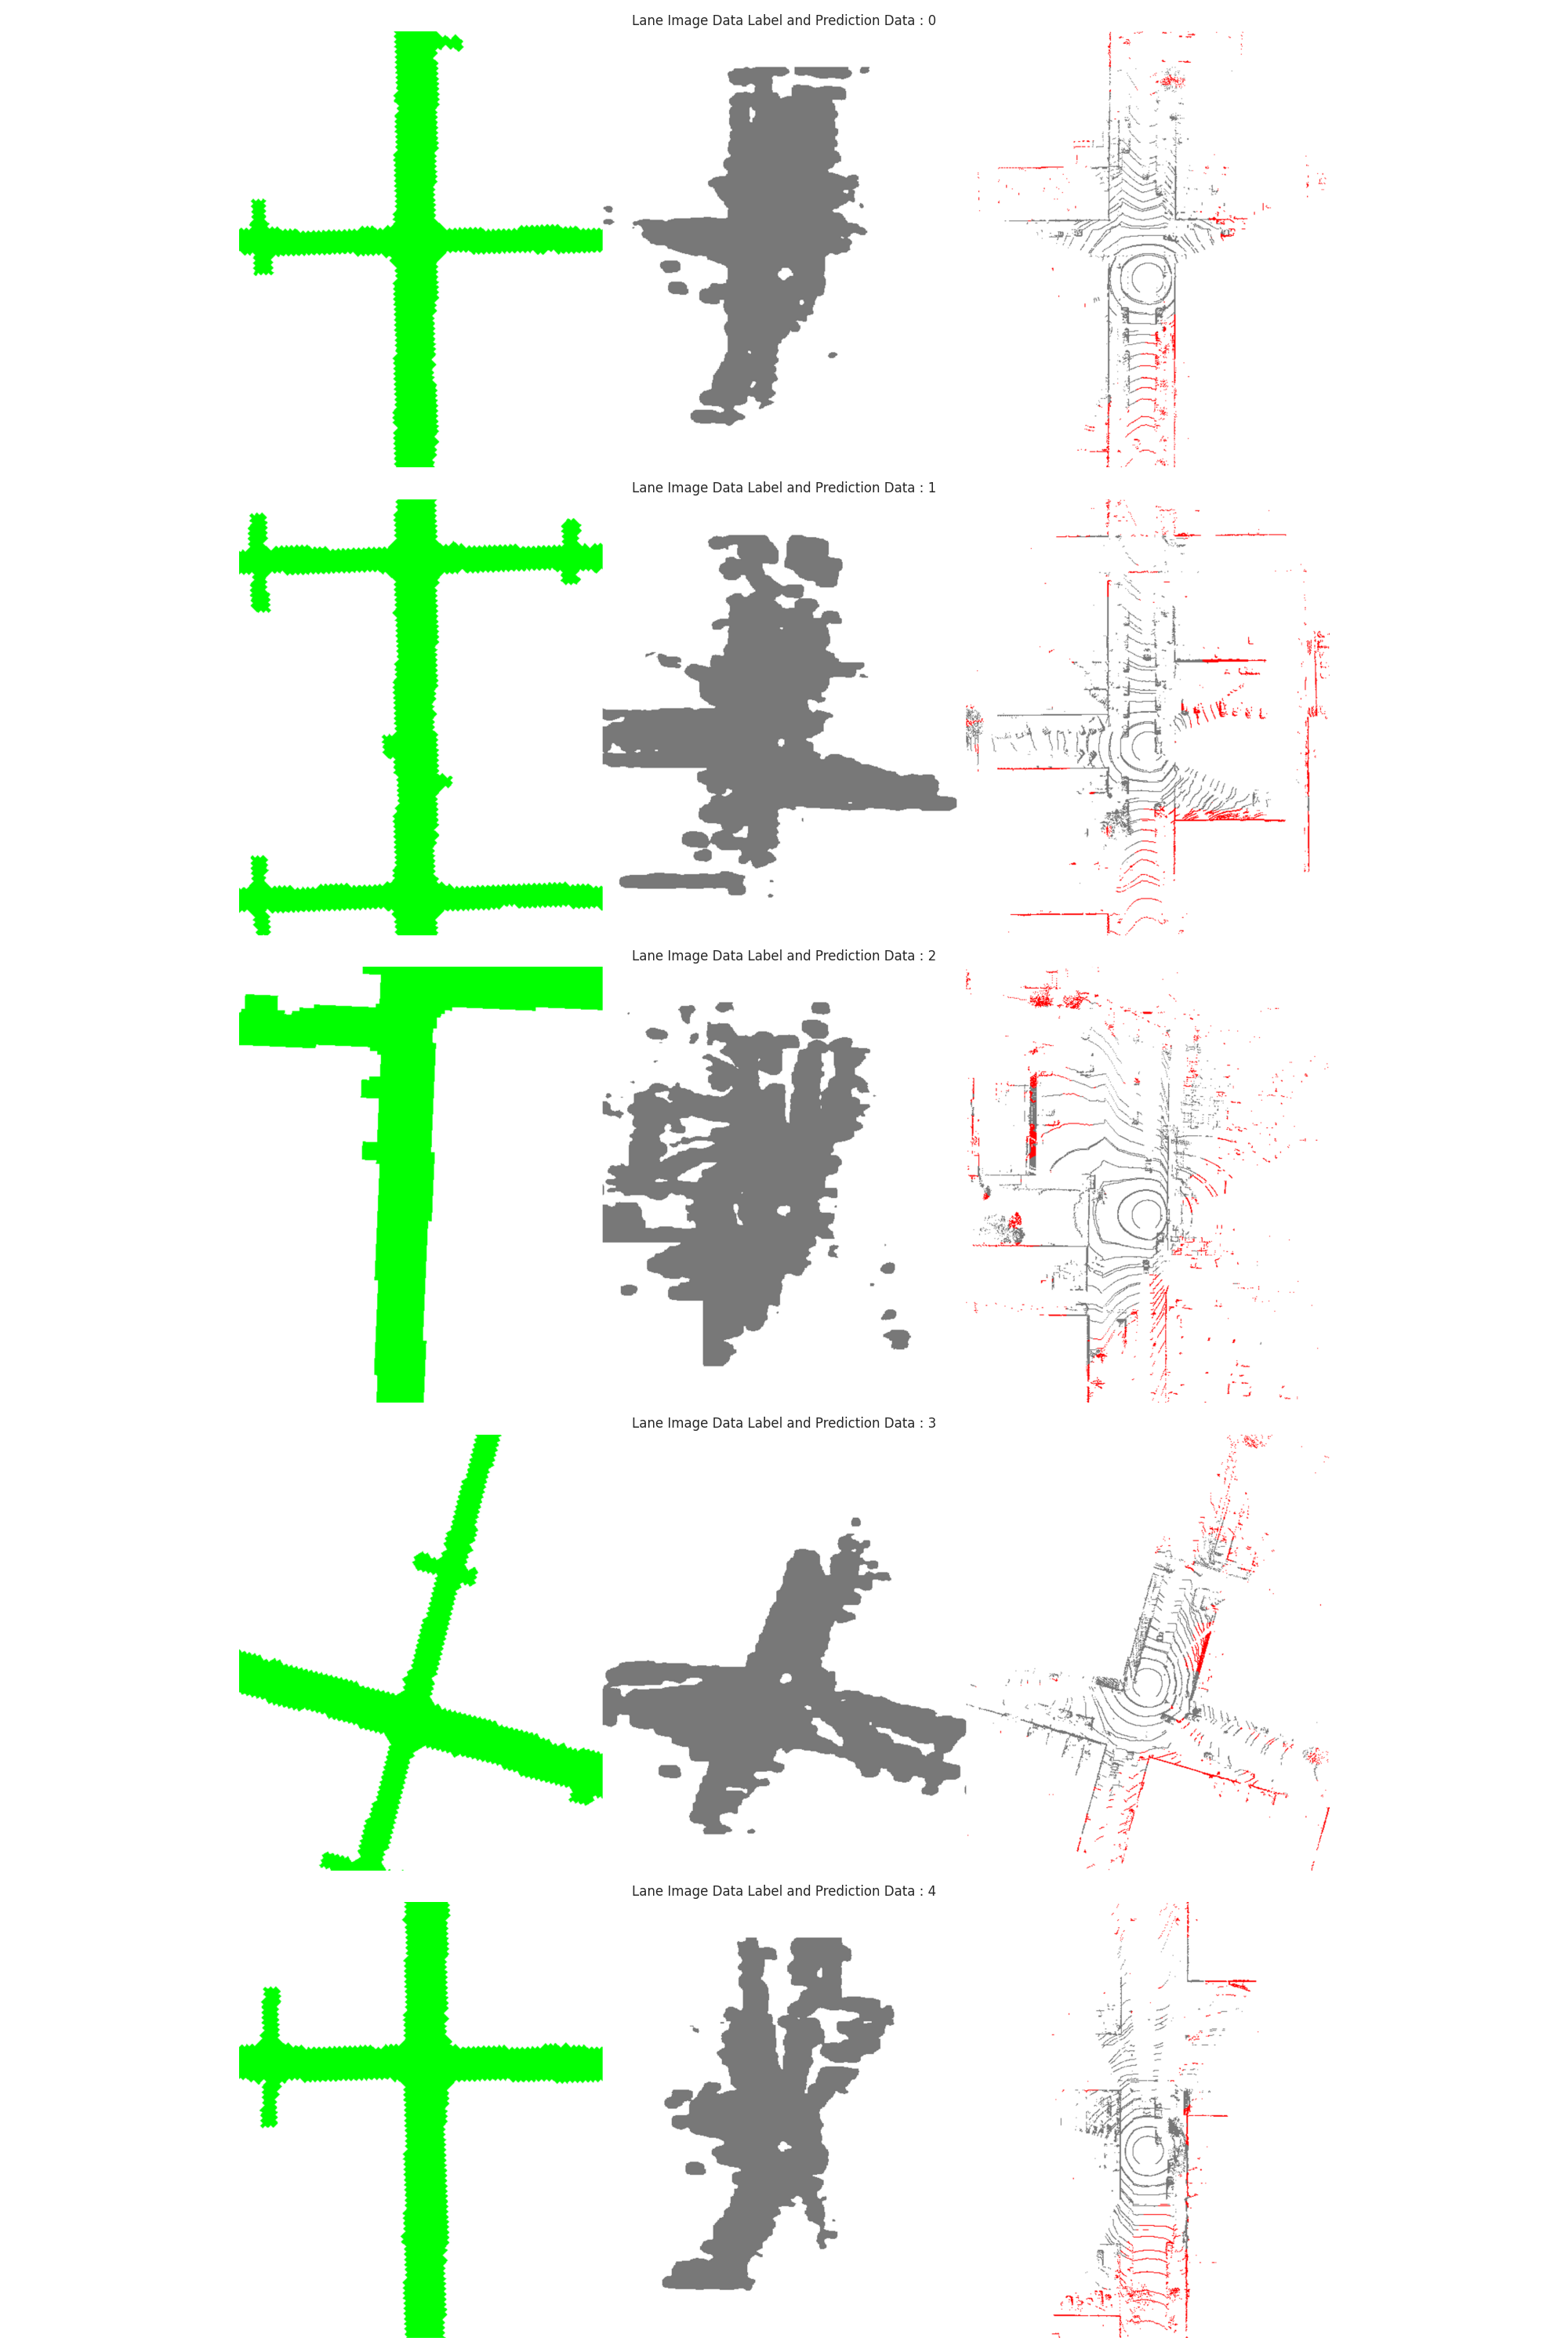 Lane Image Data Label and Prediction Data : 0
Lane Image Data Label and Prediction Data : 1
Lane Image Data Label and Prediction Data : 2
Lane Image Data Label and Prediction Data : 3
Lane Image Data Label and Prediction Data : 4